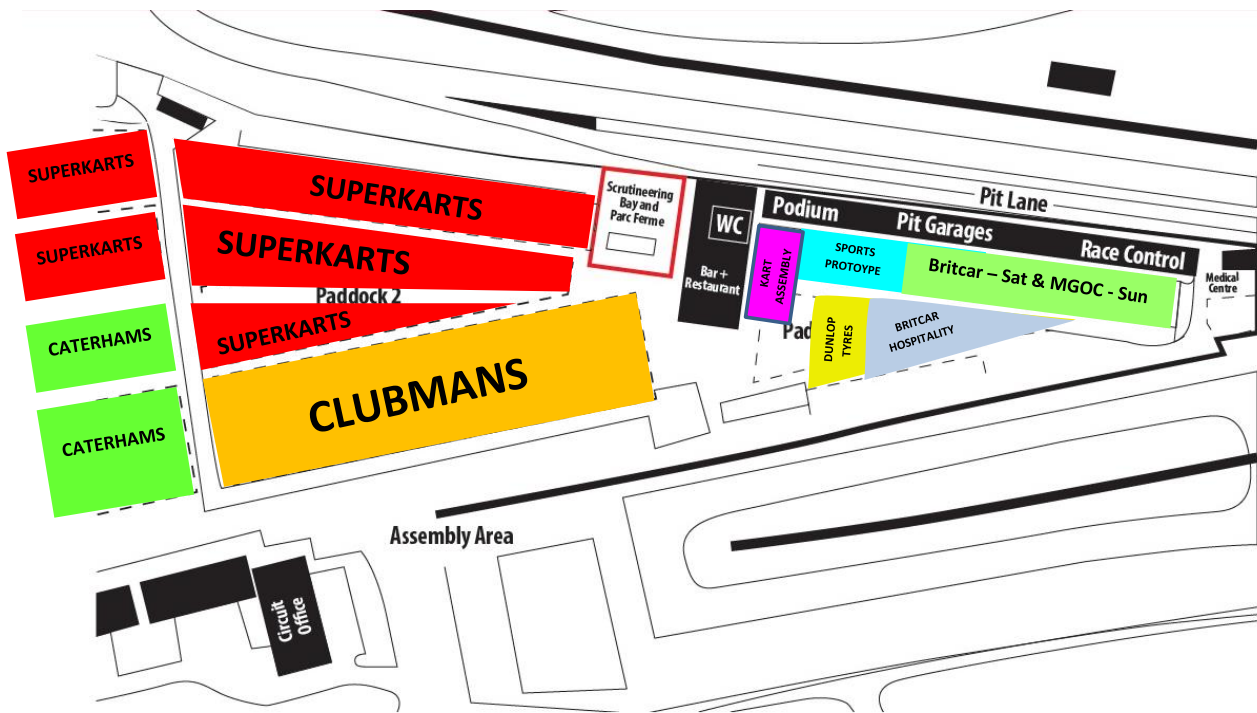 SUPERKARTS
SUPERKARTS
CATERHAMS
CATERHAMS
SUPERKARTS
SUPERKARTS
Paddock 2
SUPERKARTS
CLUBMANS
Scrutineering
Bay and
Parc Ferme
WC
Bar +
Restaurant
Podium
Pit Garages
Race Control
Pit Lane
KART
ASSEMBLY
SPORTS
PROTOYPE
Britcar – Sat & MGOC - Sun
Medical
Centre
Pad
DUNLOP
TYRES
BRITCAR
HOSPITALITY
Assembly Area
Circuit
Office